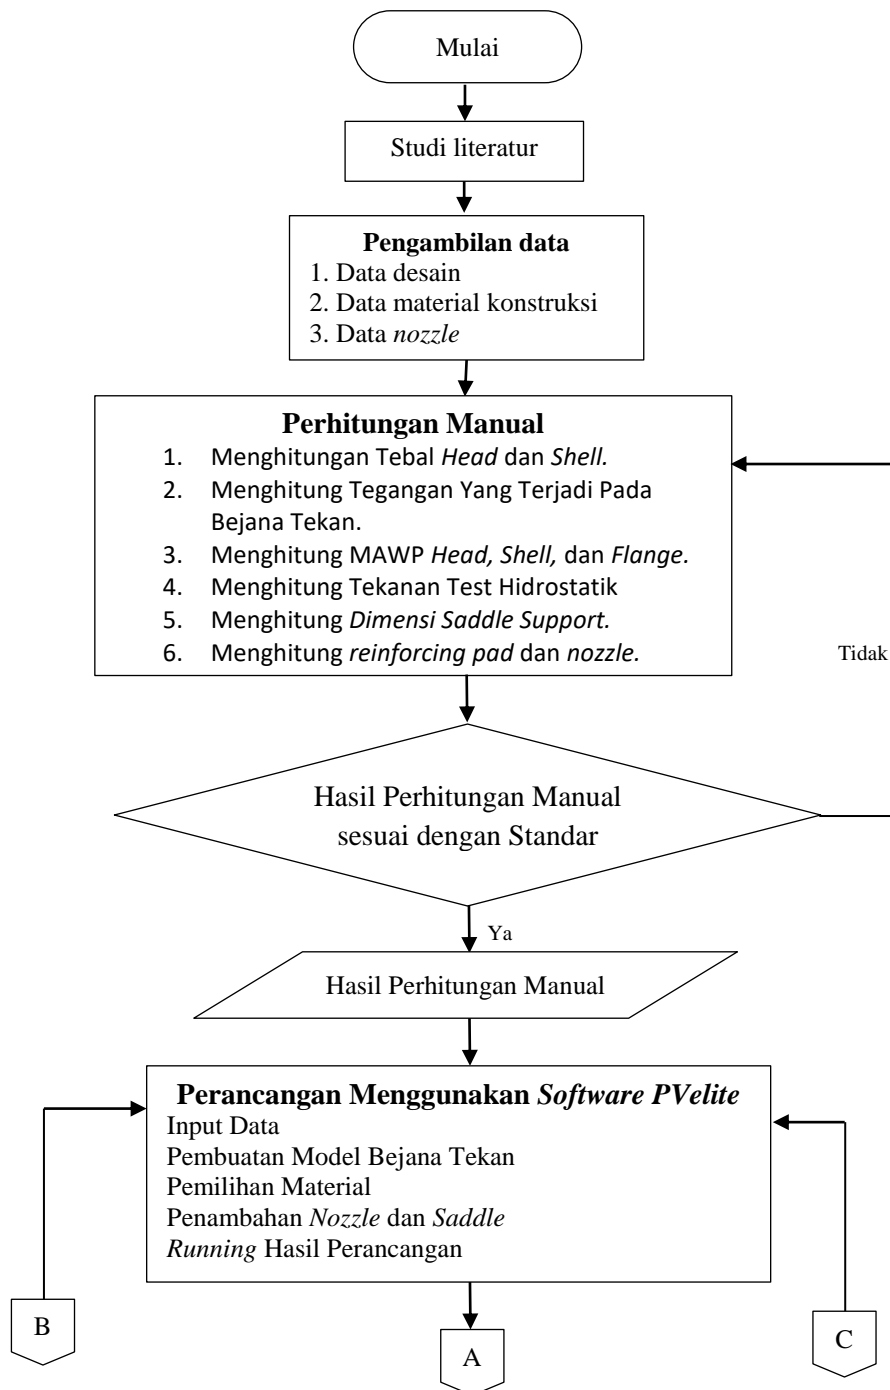 Mulai
Studi literatur
Pengambilan data
1. Data desain
2. Data material konstruksi
3. Data nozzle
Perhitungan Manual
1. Menghitungan Tebal Head dan Shell.
2. Menghitung Tegangan Yang Terjadi Pada
Bejana Tekan.
3. Menghitung MAWP Head, Shell, dan Flange.
4. Menghitung Tekanan Test Hidrostatik
5. Menghitung Dimensi Saddle Support.
6. Menghitung reinforcing pad dan nozzle.
Tidak
Hasil Perhitungan Manual
sesuai dengan Standar
Ya
Hasil Perhitungan Manual
Perancangan Menggunakan Software PVelite
Input Data
Pembuatan Model Bejana Tekan
Pemilihan Material
Penambahan Nozzle dan Saddle
Running Hasil Perancangan
B
A
C